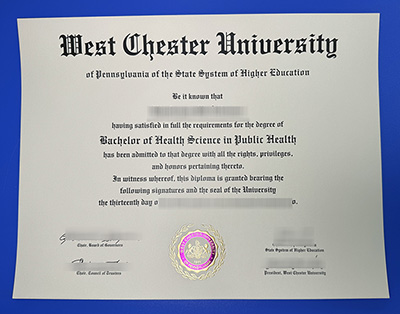 West Chester University
of Pennsylvania of the State System of Higher Education
Be it known that
having satisfied in full the requirements for the degree of
Bachelor of Health Science in Public Health
has been admitted to that degree with all the rights, privileges,
and honors pertaining thereto.
In witness whereof, this diploma is granted bearing the
following signatures and the seal of the University
the thirteenth day o
Chair, Board of Governors
State System of Higher Education
Chair, Council of Trustees
President, West Chester University